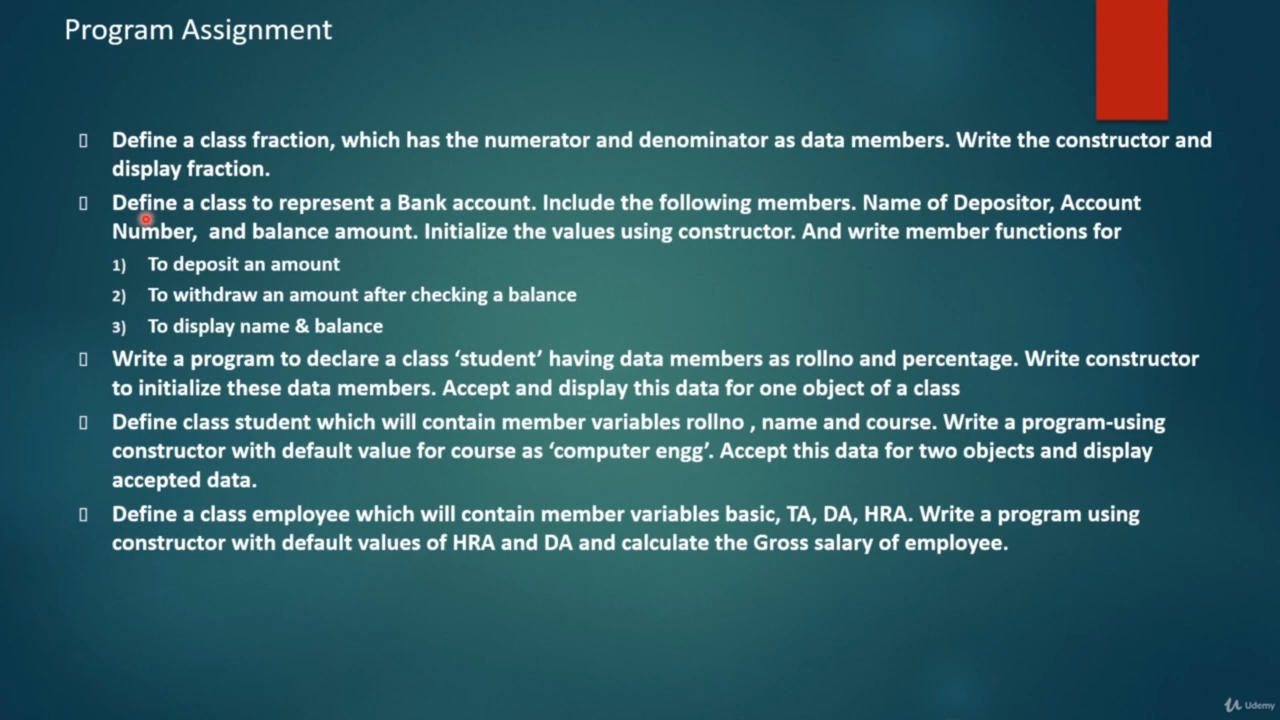 Program Assignment
Define a class fraction, which has the numerator and denominator as data members. Write the constructor and
display fraction.
Define a class to represent a Bank account. Include the following members. Name of Depositor, Account
Number,  and balance amount. Initialize the values using constructor. And write member functions for
1) To deposit an amount
2) To withdraw an amount after checking a balance
3) To display name & balance
Write a program to declare a class ‘student’ having data members as rollno and percentage. Write constructor
to initialize these data members. Accept and display this data for one object of a class
Define class student which will contain member variables rollno , name and course. Write a program-using
constructor with default value for course as ‘computer engg’. Accept this data for two objects and display
accepted data.
Define a class employee which will contain member variables basic, TA, DA, HRA. Write a program using
constructor with default values of HRA and DA and calculate the Gross salary of employee.
Udemy